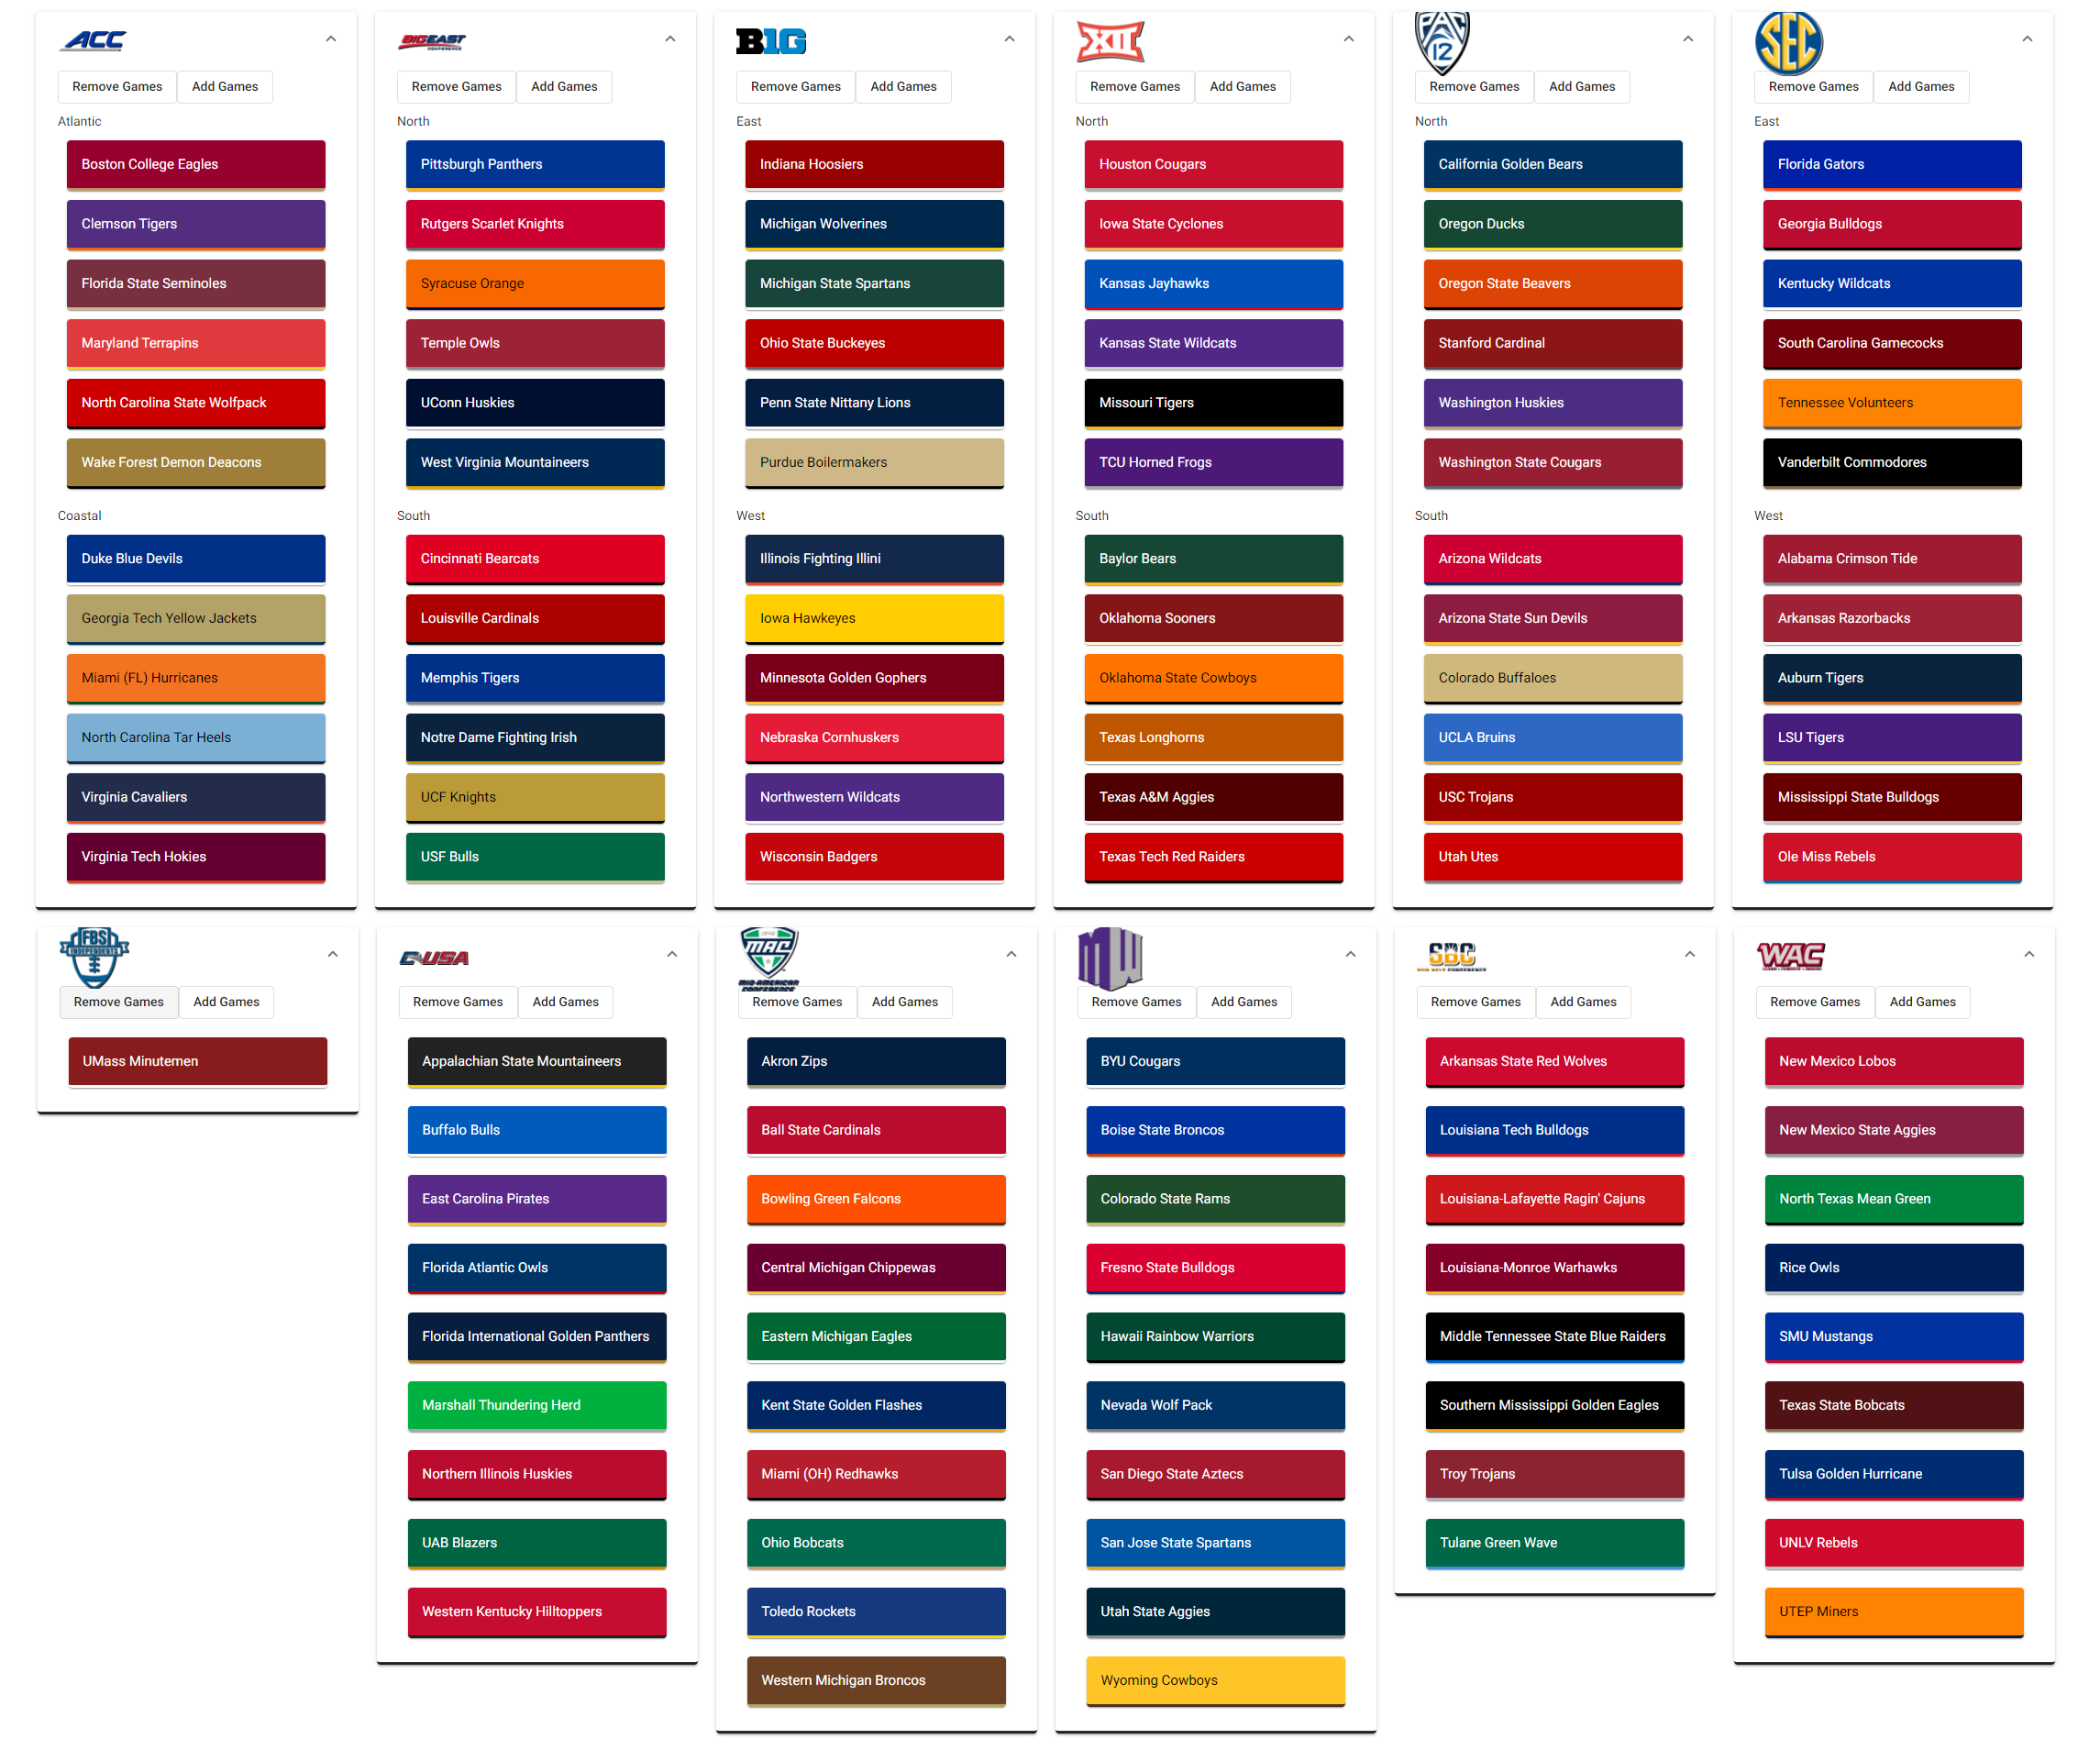 ACC
Remove Games
Add Games
Atlantic
Boston College Eagles
Clemson Tigers
Florida State Seminoles
Maryland Terrapins
North Carolina State Wolfpack
Wake Forest Demon Deacons
Coastal
Duke Blue Devils
Georgia Tech Yellow Jackets
Miami (FL) Hurricanes
North Carolina Tar Heels
Virginia Cavaliers
Virginia Tech Hokies
BIG EAST
CONFERENCE
Remove Games
Add Games
North
Pittsburgh Panthers
Rutgers Scarlet Knights
Syracuse Orange
Temple Owls
UConn Huskies
West Virginia Mountaineers
South
Cincinnati Bearcats
Louisville Cardinals
Memphis Tigers
Notre Dame Fighting Irish
UCF Knights
USF Bulls
B1G
Remove Games
Add Games
East
Indiana Hoosiers
Michigan Wolverines
Michigan State Spartans
Ohio State Buckeyes
Penn State Nittany Lions
Purdue Boilermakers
West
Illinois Fighting Illini
Iowa Hawkeyes
Minnesota Golden Gophers
Nebraska Cornhuskers
Northwestern Wildcats
Wisconsin Badgers
XII
Remove Games
Add Games
North
Houston Cougars
Iowa State Cyclones
Kansas Jayhawks
Kansas State Wildcats
Missouri Tigers
TCU Horned Frogs
South
Baylor Bears
Oklahoma Sooners
Oklahoma State Cowboys
Texas Longhorns
Texas A&M Aggies
Texas Tech Red Raiders
PAC
12
Remove Games
Add Games
North
California Golden Bears
Oregon Ducks
Oregon State Beavers
Stanford Cardinal
Washington Huskies
Washington State Cougars
South
Arizona Wildcats
Arizona State Sun Devils
Colorado Buffaloes
UCLA Bruins
USC Trojans
Utah Utes
SEC
Remove Games
Add Games
East
Florida Gators
Georgia Bulldogs
Kentucky Wildcats
South Carolina Gamecocks
Tennessee Volunteers
Vanderbilt Commodores
West
Alabama Crimson Tide
Arkansas Razorbacks
Auburn Tigers
LSU Tigers
Mississippi State Bulldogs
Ole Miss Rebels
FBS
INDEPENDENTS
Remove Games
Add Games
UMass Minutemen
C-USA
Remove Games
Add Games
Appalachian State Mountaineers
Buffalo Bulls
East Carolina Pirates
Florida Atlantic Owls
Florida International Golden Panthers
Marshall Thundering Herd
Northern Illinois Huskies
UAB Blazers
Western Kentucky Hilltoppers
MAC
MID-AMERICAN
CONFERENCE
Remove Games
Add Games
Akron Zips
Ball State Cardinals
Bowling Green Falcons
Central Michigan Chippewas
Eastern Michigan Eagles
Kent State Golden Flashes
Miami (OH) Redhawks
Ohio Bobcats
Toledo Rockets
Western Michigan Broncos
MW
Remove Games
Add Games
BYU Cougars
Boise State Broncos
Colorado State Rams
Fresno State Bulldogs
Hawaii Rainbow Warriors
Nevada Wolf Pack
San Diego State Aztecs
San Jose State Spartans
Utah State Aggies
Wyoming Cowboys
SBC
SUN BELT CONFERENCE
Remove Games
Add Games
Arkansas State Red Wolves
Louisiana Tech Bulldogs
Louisiana-Lafayette Ragin' Cajuns
Louisiana-Monroe Warhawks
Middle Tennessee State Blue Raiders
Southern Mississippi Golden Eagles
Troy Trojans
Tulane Green Wave
WAC
Remove Games
Add Games
New Mexico Lobos
New Mexico State Aggies
North Texas Mean Green
Rice Owls
SMU Mustangs
Texas State Bobcats
Tulsa Golden Hurricane
UNLV Rebels
UTEP Miners